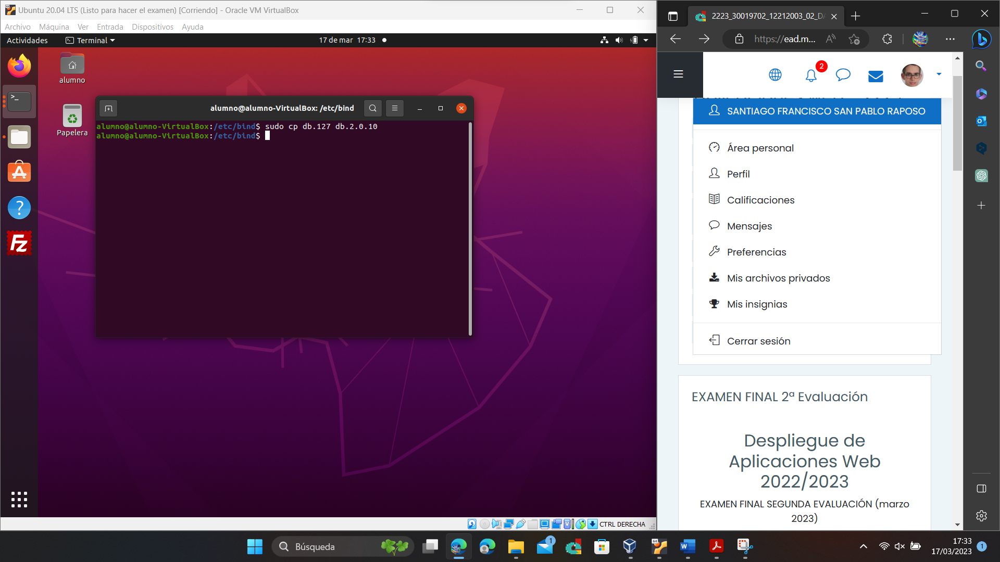 Ubuntu 20.04 LTS (Listo para hacer el examen) [Corriendo] - Oracle VM VirtualBox
Archivo Máquina Ver Entrada Dispositivos Ayuda
Actividades Terminal 17 de mar 17:33
alumno
Papelera
alumno@alumno-VirtualBox: /etc/bind
alumno@alumno-VirtualBox:/etc/bind$ sudo cp db.127 db.2.0.10
alumno@alumno-VirtualBox:/etc/bind$
CTRL DERECHA
2223_30019702_12212003_02_DA
https://ead.m...
2
SANTIAGO FRANCISCO SAN PABLO RAPOSO
Área personal
Perfil
Calificaciones
Mensajes
Preferencias
Mis archivos privados
Mis insignias
Cerrar sesión
EXAMEN FINAL 2ª Evaluación
Despliegue de
Aplicaciones Web
2022/2023
EXAMEN FINAL SEGUNDA EVALUACIÓN (marzo
2023)
Búsqueda
1
64
17:33
17/03/2023
1